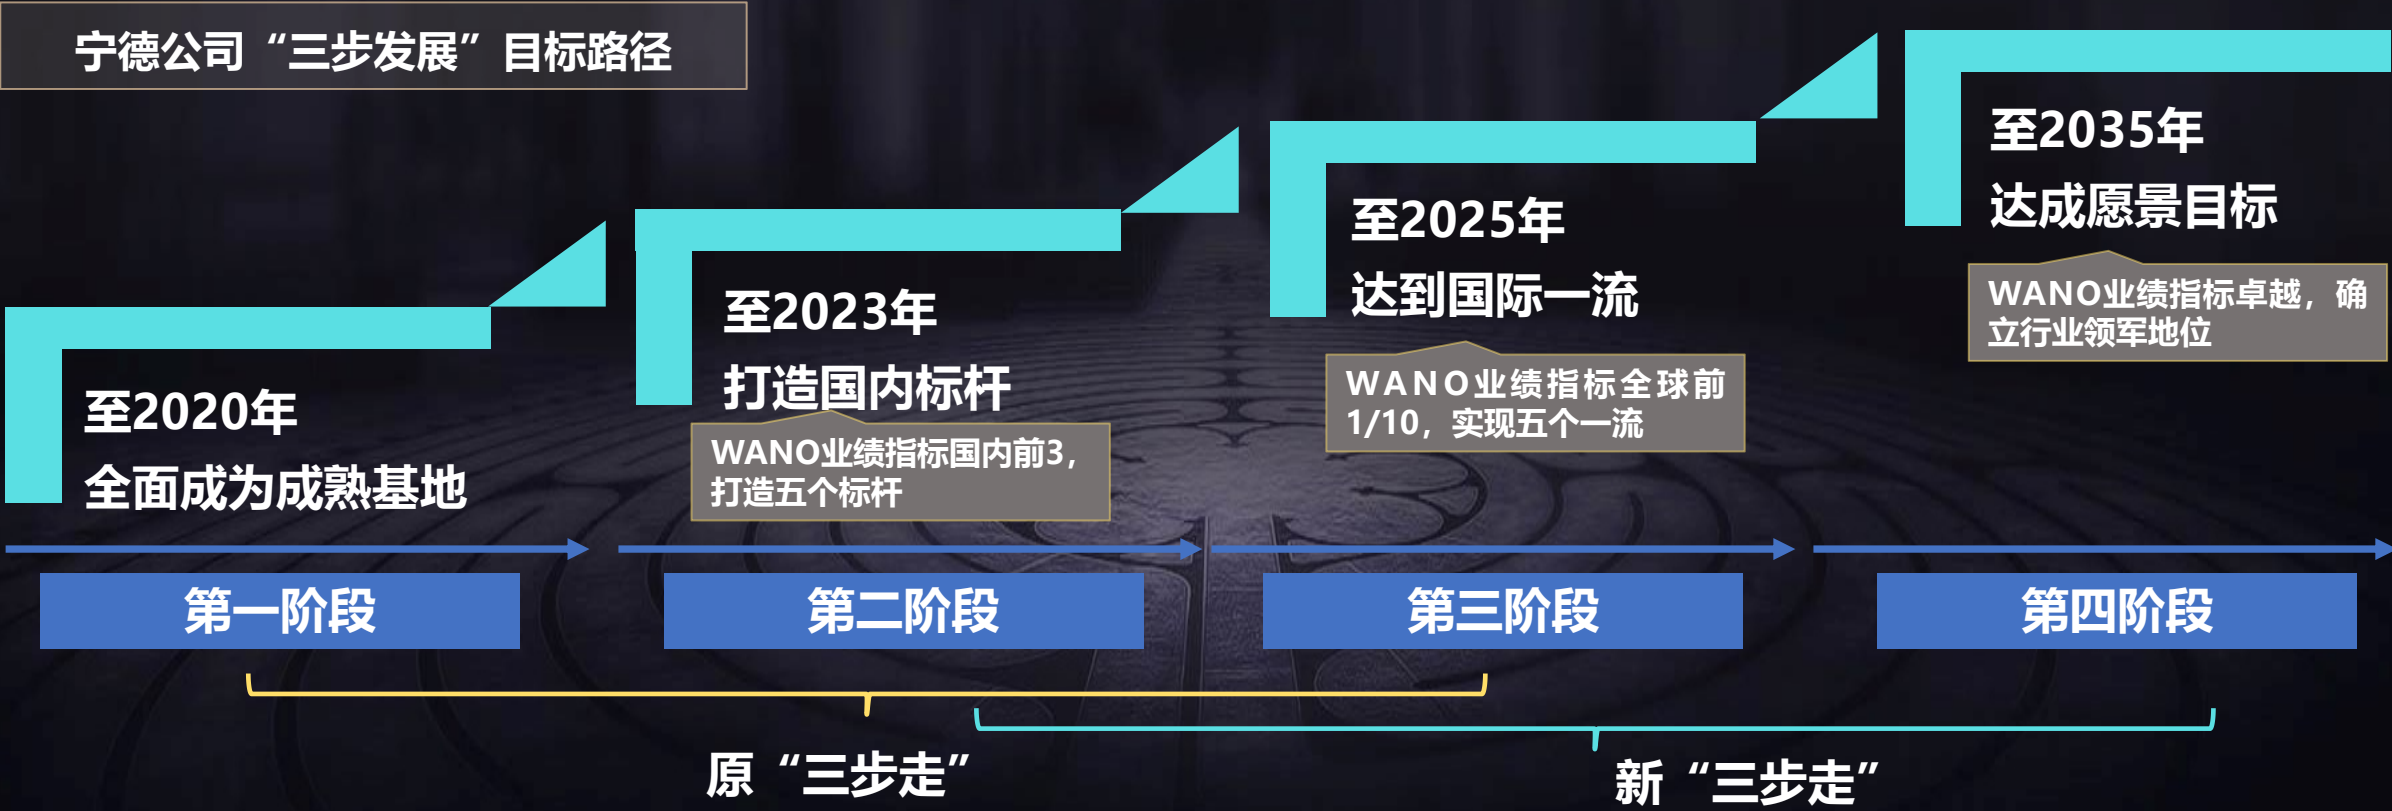 宁德公司“三步发展”目标路径
至2020年
全面成为成熟基地
至2023年
打造国内标杆
WANO业绩指标国内前3，
打造五个标杆
至2025年
达到国际一流
WANO业绩指标全球前
1/10，实现五个一流
至2035年
达成愿景目标
WANO业绩指标卓越，确
立行业领军地位
第一阶段
第二阶段
第三阶段
第四阶段
原“三步走”
新“三步走”